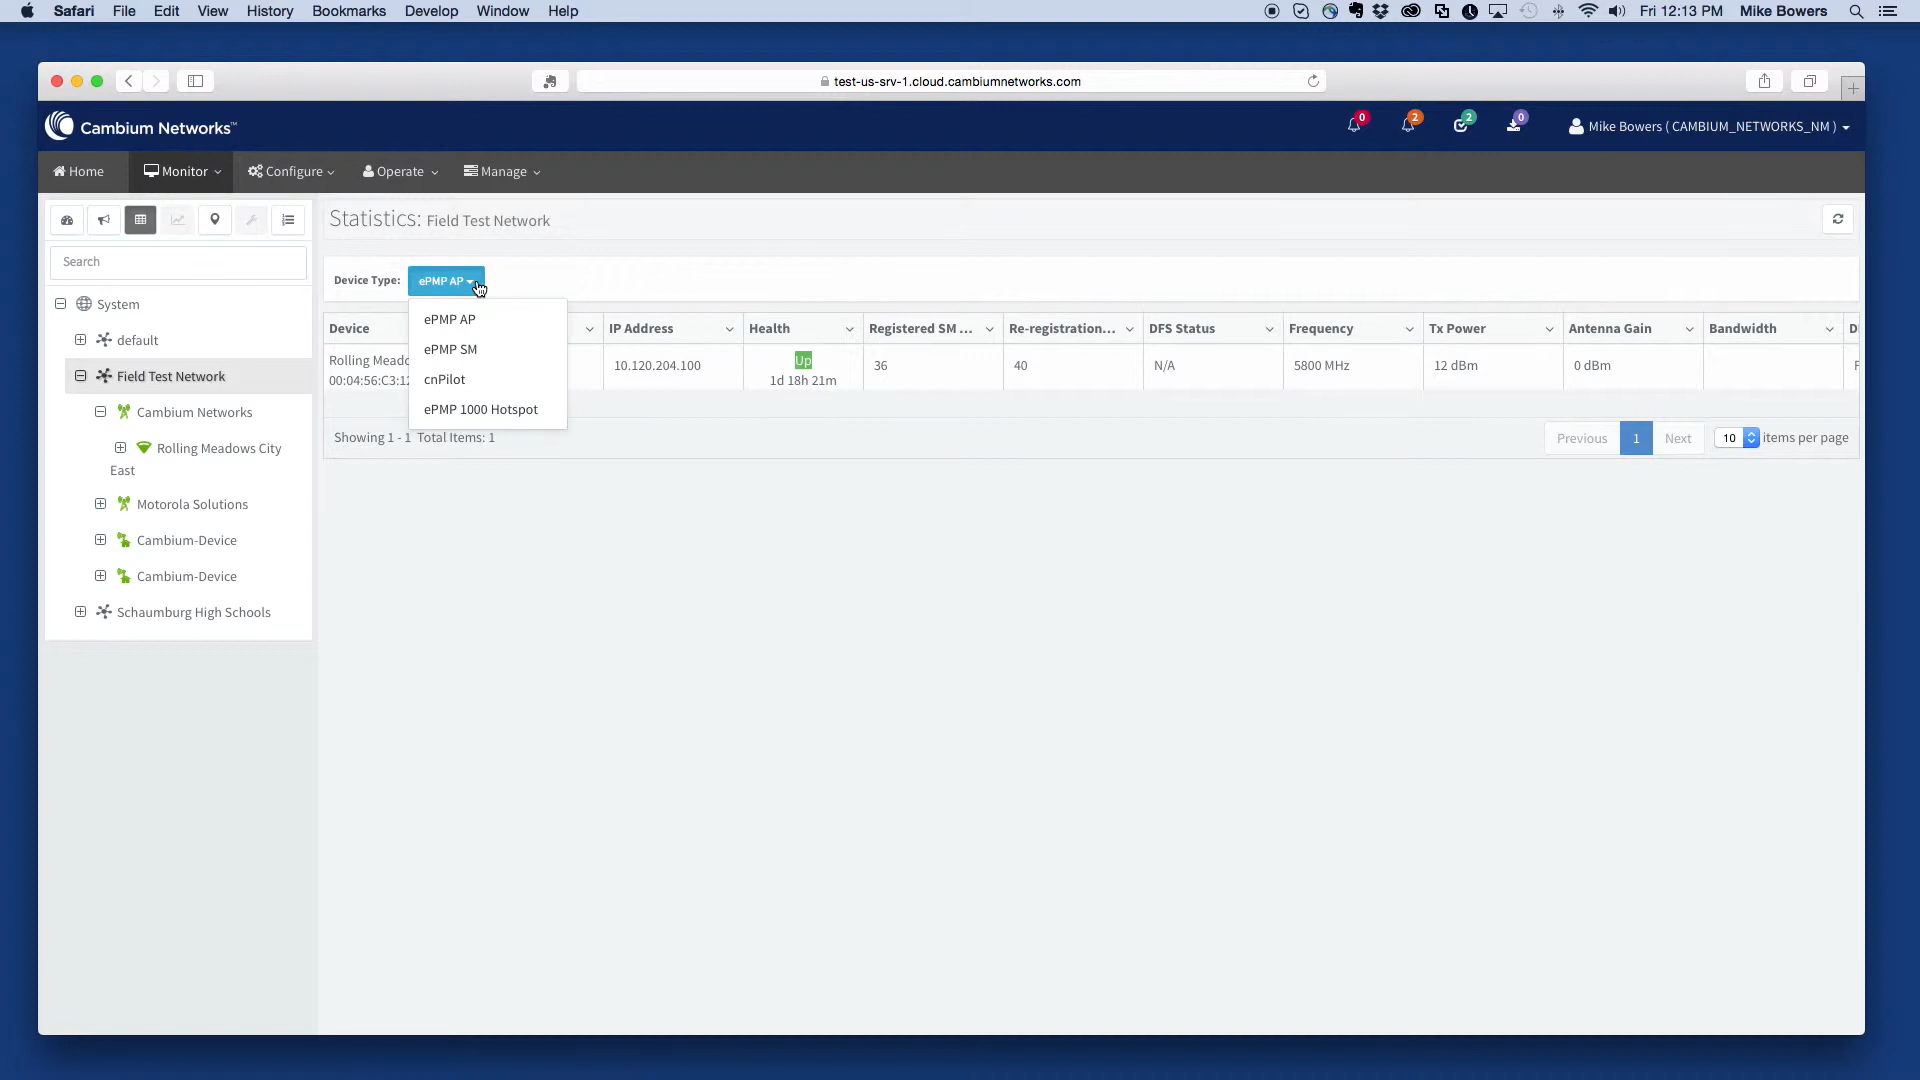 Safari File Edit View History Bookmarks Develop Window Help Fri 12:13 PM Mike Bowers
test-us-srv-1.cloud.cambiumnetworks.com
Cambium Networks™ 0 2 2 0 Mike Bowers ( CAMBIUM_NETWORKS_NM )
Home Monitor Configure Operate Manage
Statistics: Field Test Network
Search
Device Type: ePMP AP
ePMP AP
ePMP SM
cnPilot
ePMP 1000 Hotspot
Device IP Address Health Registered SM ... Re-registration... DFS Status Frequency Tx Power Antenna Gain Bandwidth
Rolling Meado 10.120.204.100 Up 36 40 N/A 5800 MHz 12 dBm 0 dBm
00:04:56:C3:12 1d 18h 21m
Showing 1 - 1 Total Items: 1 Previous 1 Next 10 items per page
System
default
Field Test Network
Cambium Networks
Rolling Meadows City
East
Motorola Solutions
Cambium-Device
Cambium-Device
Schaumburg High Schools